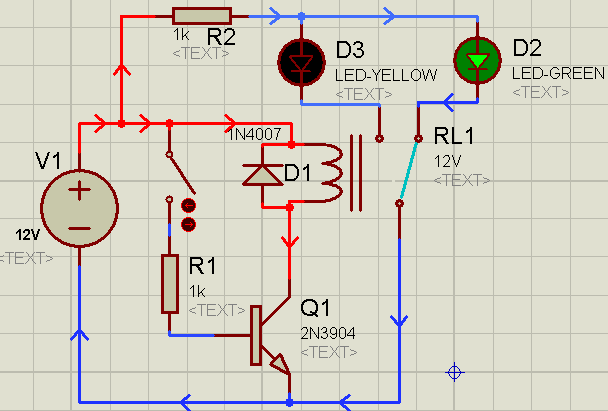 R2
1k
<TEXT>
D3
LED-YELLOW
<TEXT>
D2
LED-GREEN
<TEXT>
V1
12V
<TEXT>
1N4007
D1
RL1
12V
<TEXT>
R1
1k
<TEXT>
Q1
2N3904
<TEXT>